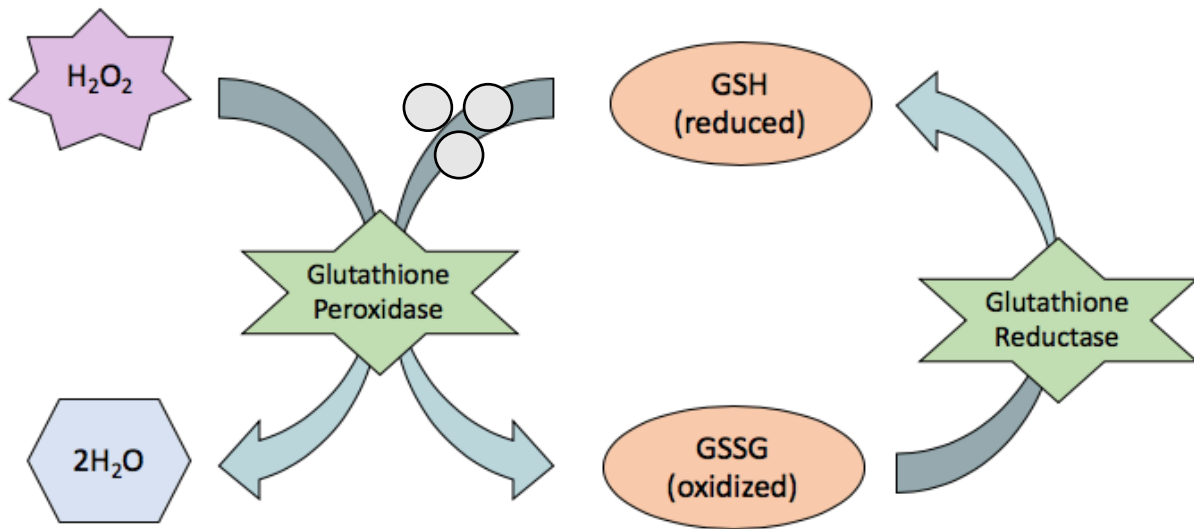 H₂O₂
GSH
(reduced)
Glutathione
Peroxidase
Glutathione
Reductase
2H₂O
GSSG
(oxidized)